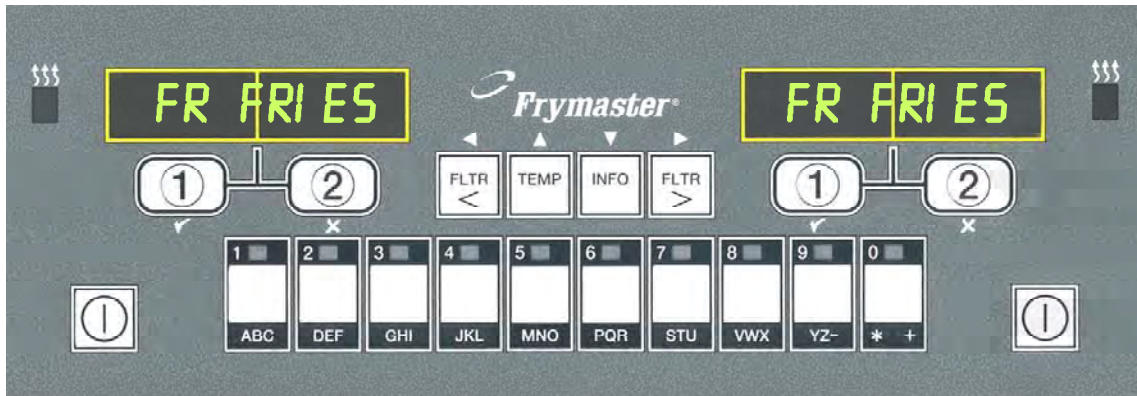 FR FRIES
FR FRIES
Frymaster®
1 2
FLTR <
TEMP
INFO
FLTR >
1 2
1 2 3 4 5 6 7 8 9 0
ABC DEF GHI JKL MNO PQR STU VWX YZ- * +